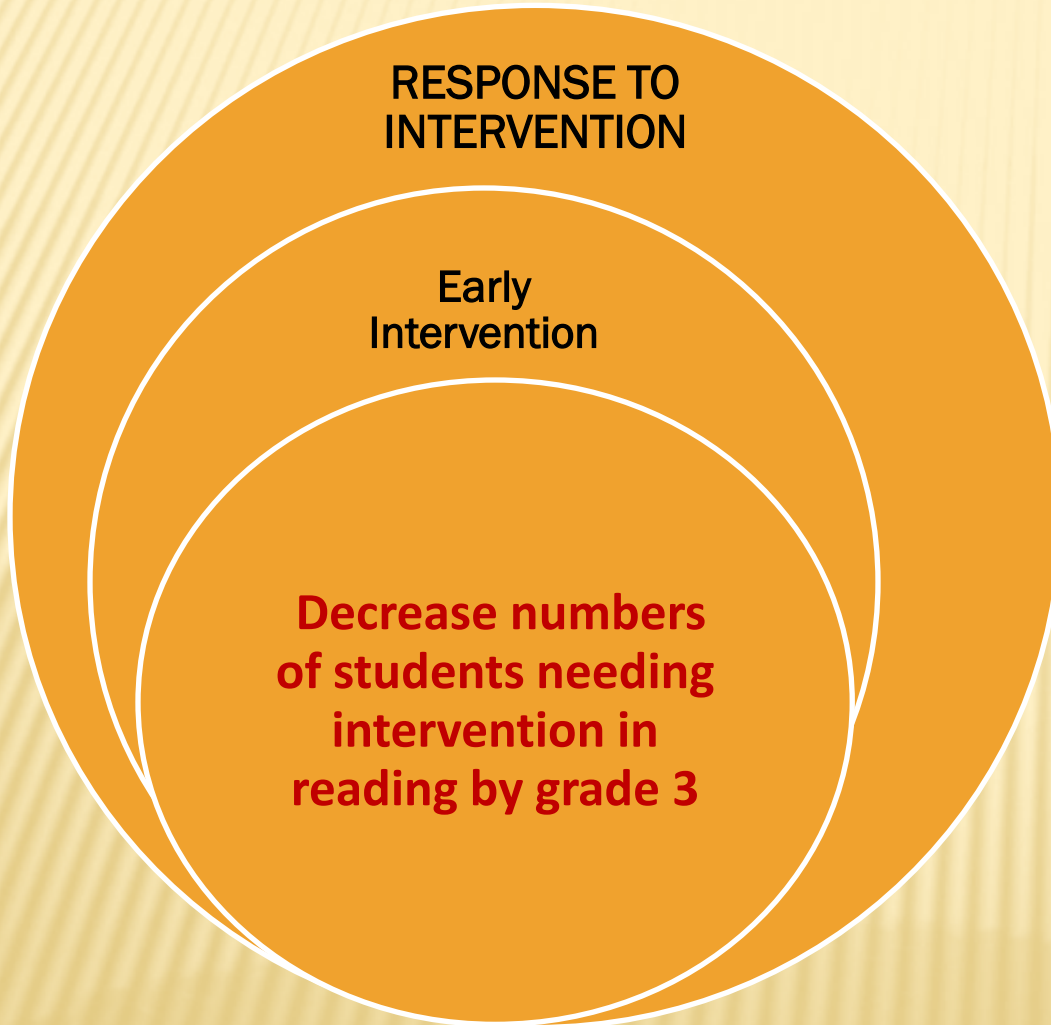 RESPONSE TO
INTERVENTION
Early
Intervention
Decrease numbers
of students needing
intervention in
reading by grade 3